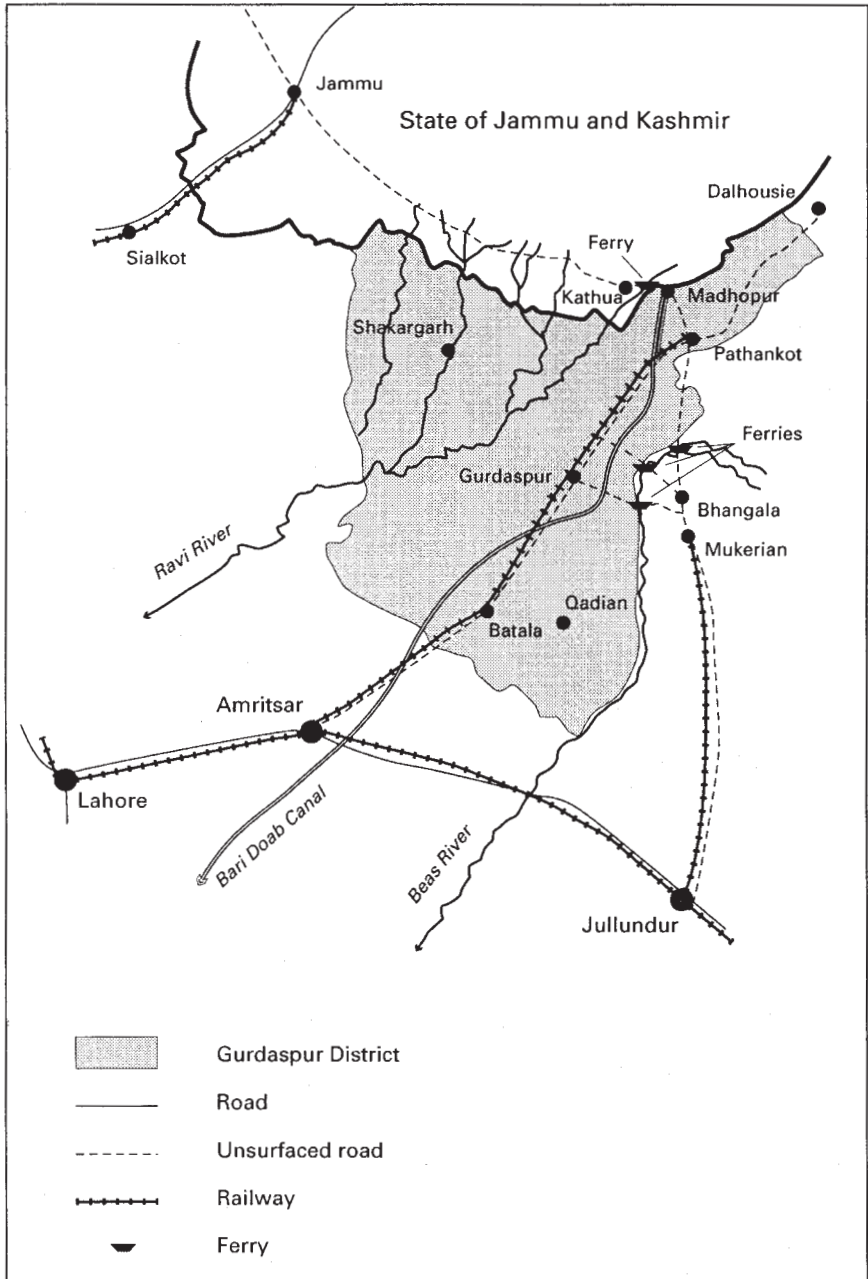 Jammu
State of Jammu and Kashmir
Dalhousie
Sialkot
Ferry
Kathua
Madhopur
Shakargarh
Pathankot
Ferries
Gurdaspur
Bhangala
Ravi River
Mukerian
Qadian
Batala
Amritsar
Lahore
Bari Doab Canal
Beas River
Jullundur
Gurdaspur District
Road
Unsurfaced road
Railway
Ferry